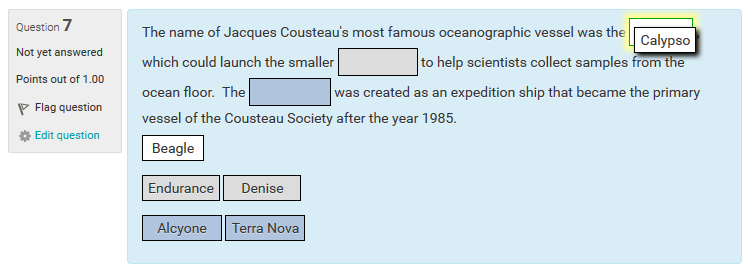 Question 7
Not yet answered
Points out of 1.00
Flag question
Edit question
The name of Jacques Cousteau's most famous oceanographic vessel was the Calypso
which could launch the smaller to help scientists collect samples from the
ocean floor. The was created as an expedition ship that became the primary
vessel of the Cousteau Society after the year 1985.
Beagle
Endurance Denise
Alcyone Terra Nova